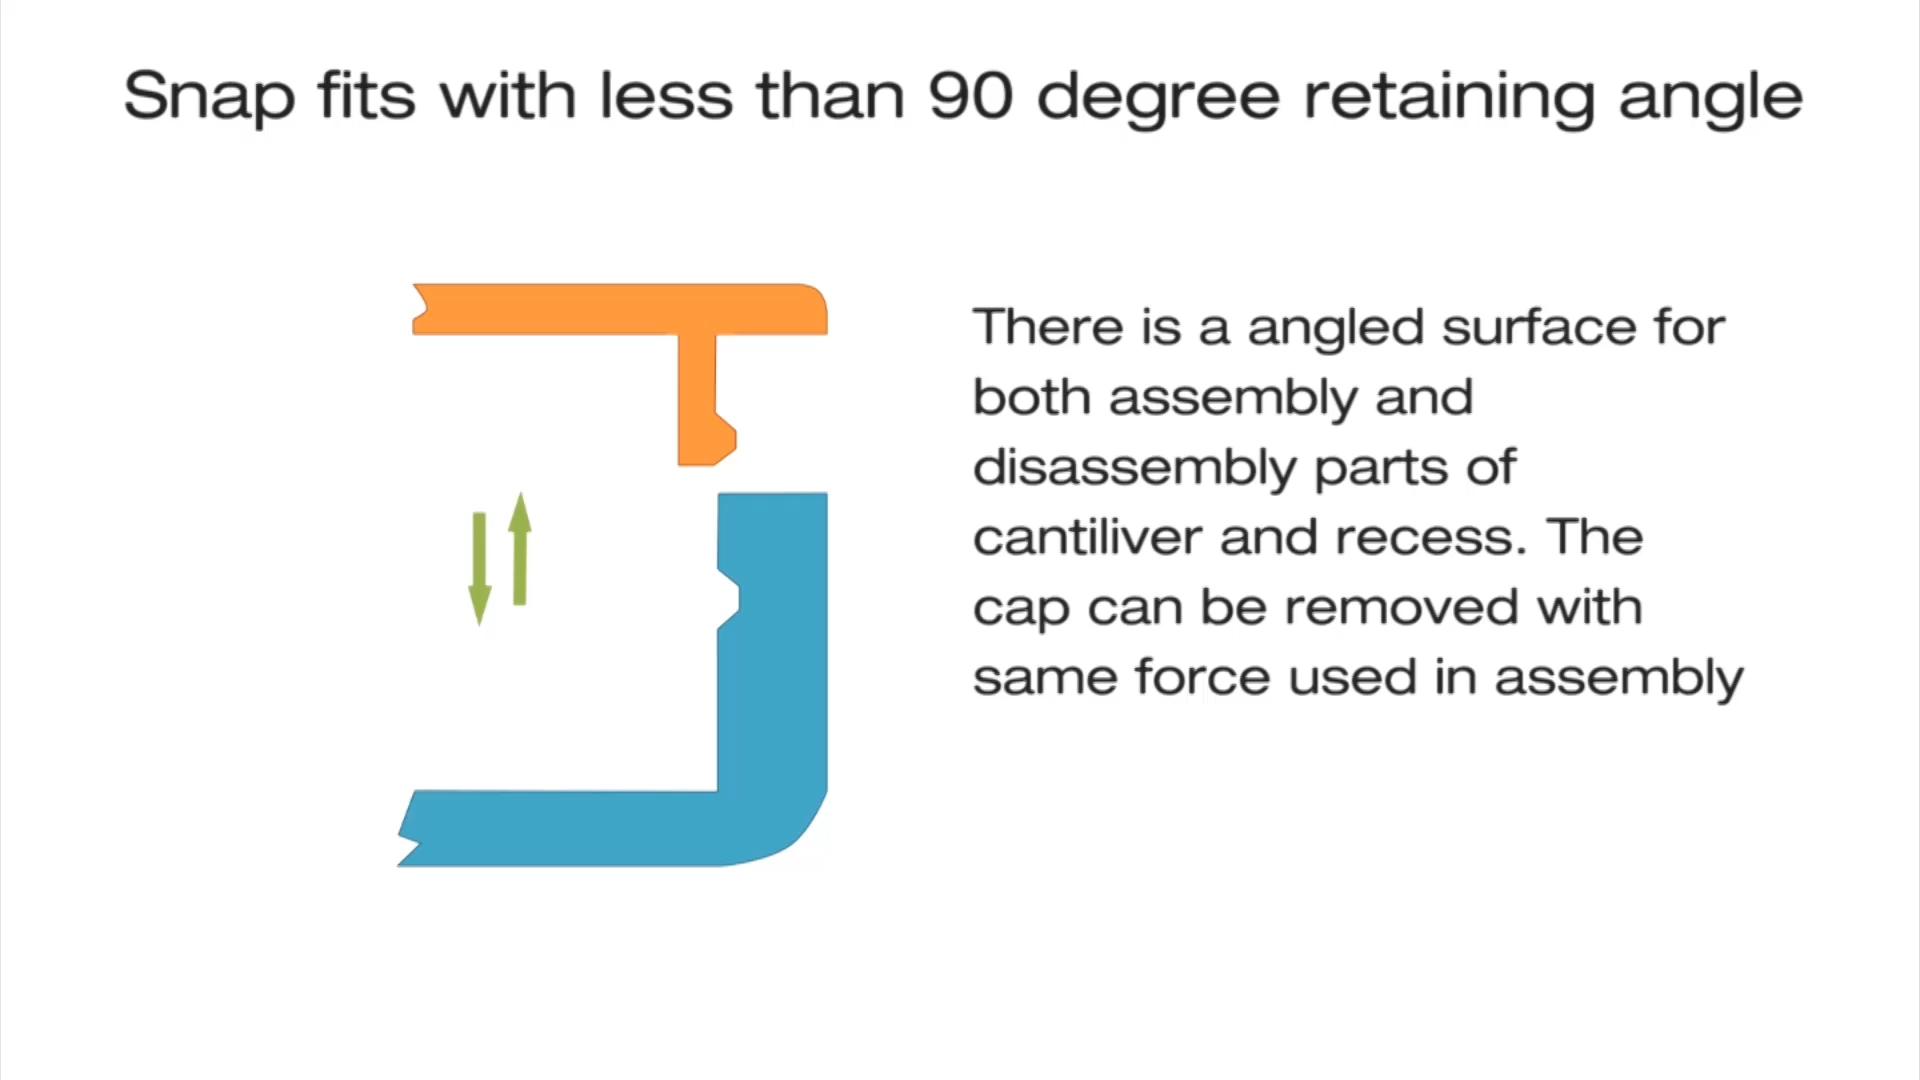 Snap fits with less than 90 degree retaining angle
There is a angled surface for
both assembly and
disassembly parts of
cantiliver and recess. The
cap can be removed with
same force used in assembly